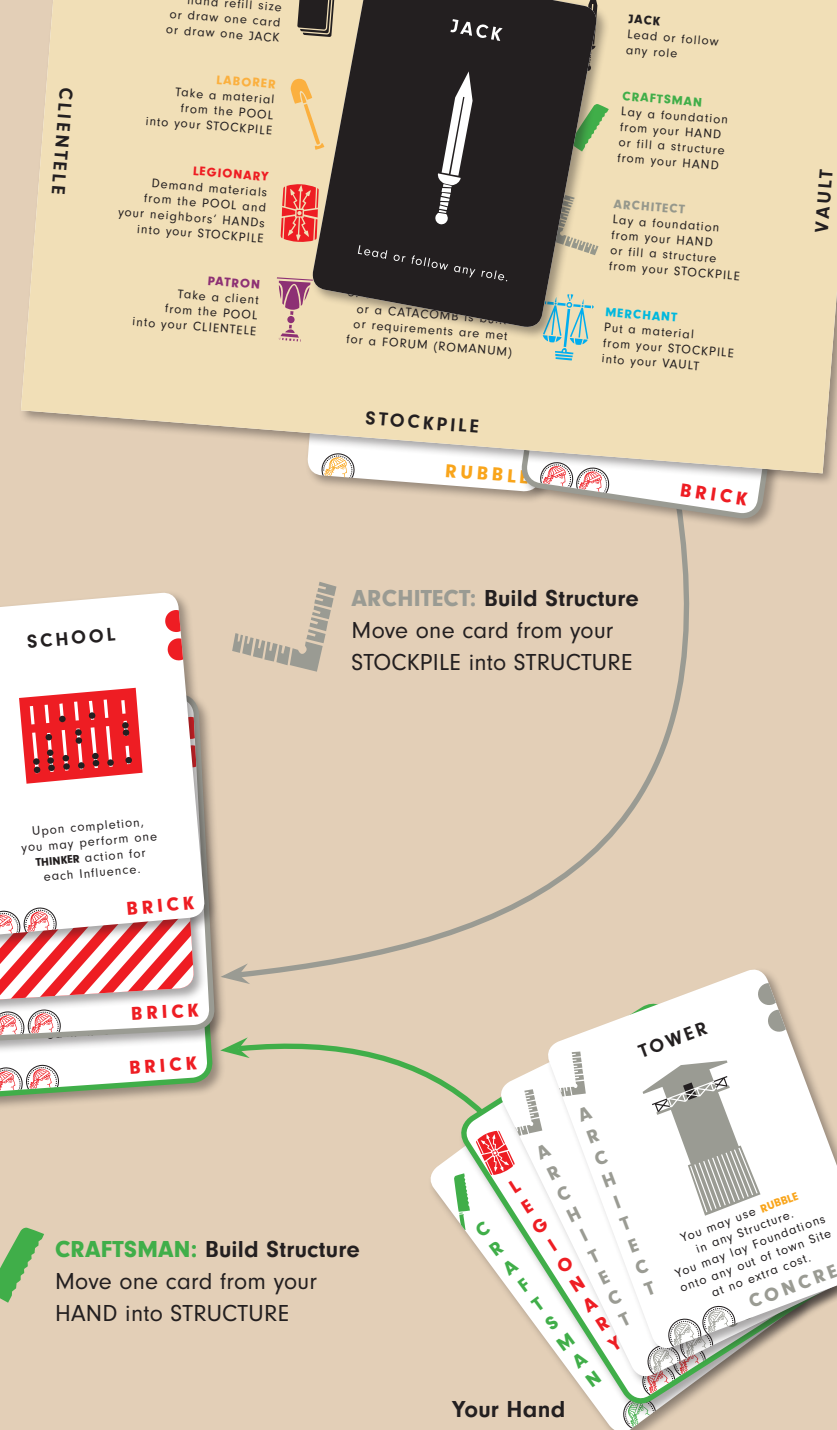 hand refill size
or draw one card
or draw one JACK
LABORER
Take a material
from the POOL
into your STOCKPILE
LEGIONARY
Demand materials
from the POOL and
your neighbors' HANDs
into your STOCKPILE
PATRON
Take a client
from the POOL
into your CLIENTELE
CLIENTELE
JACK
Lead or follow any role.
or a CATACOMB is
or requirements are met
for a FORUM (ROMANUM)
JACK
Lead or follow
any role
CRAFTSMAN
Lay a foundation
from your HAND
or fill a structure
from your HAND
ARCHITECT
Lay a foundation
from your HAND
or fill a structure
from your STOCKPILE
MERCHANT
Put a material
from your STOCKPILE
into your VAULT
VAULT
STOCKPILE
RUBBLE
BRICK
ARCHITECT: Build Structure
Move one card from your
STOCKPILE into STRUCTURE
SCHOOL
Upon completion,
you may perform one
THINKER action for
each Influence.
BRICK
BRICK
BRICK
CRAFTSMAN: Build Structure
Move one card from your
HAND into STRUCTURE
CRAFTSMAN
LEGIONARY
ARCHITECT
ARCHITECT
TOWER
You may use RUBBLE
in any Structure.
You may lay Foundations
onto any out of town Site
at no extra cost.
CONCRE
Your Hand